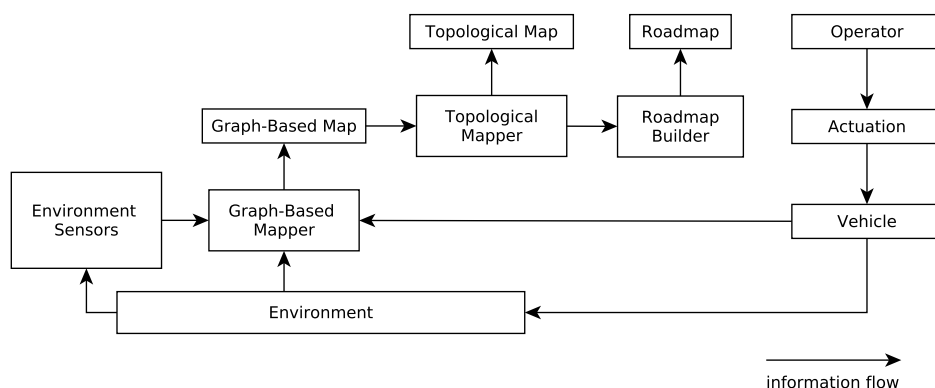 Topological Map
Roadmap
Operator
Graph-Based Map
Topological
Mapper
Roadmap
Builder
Actuation
Environment
Sensors
Graph-Based
Mapper
Vehicle
Environment
information flow